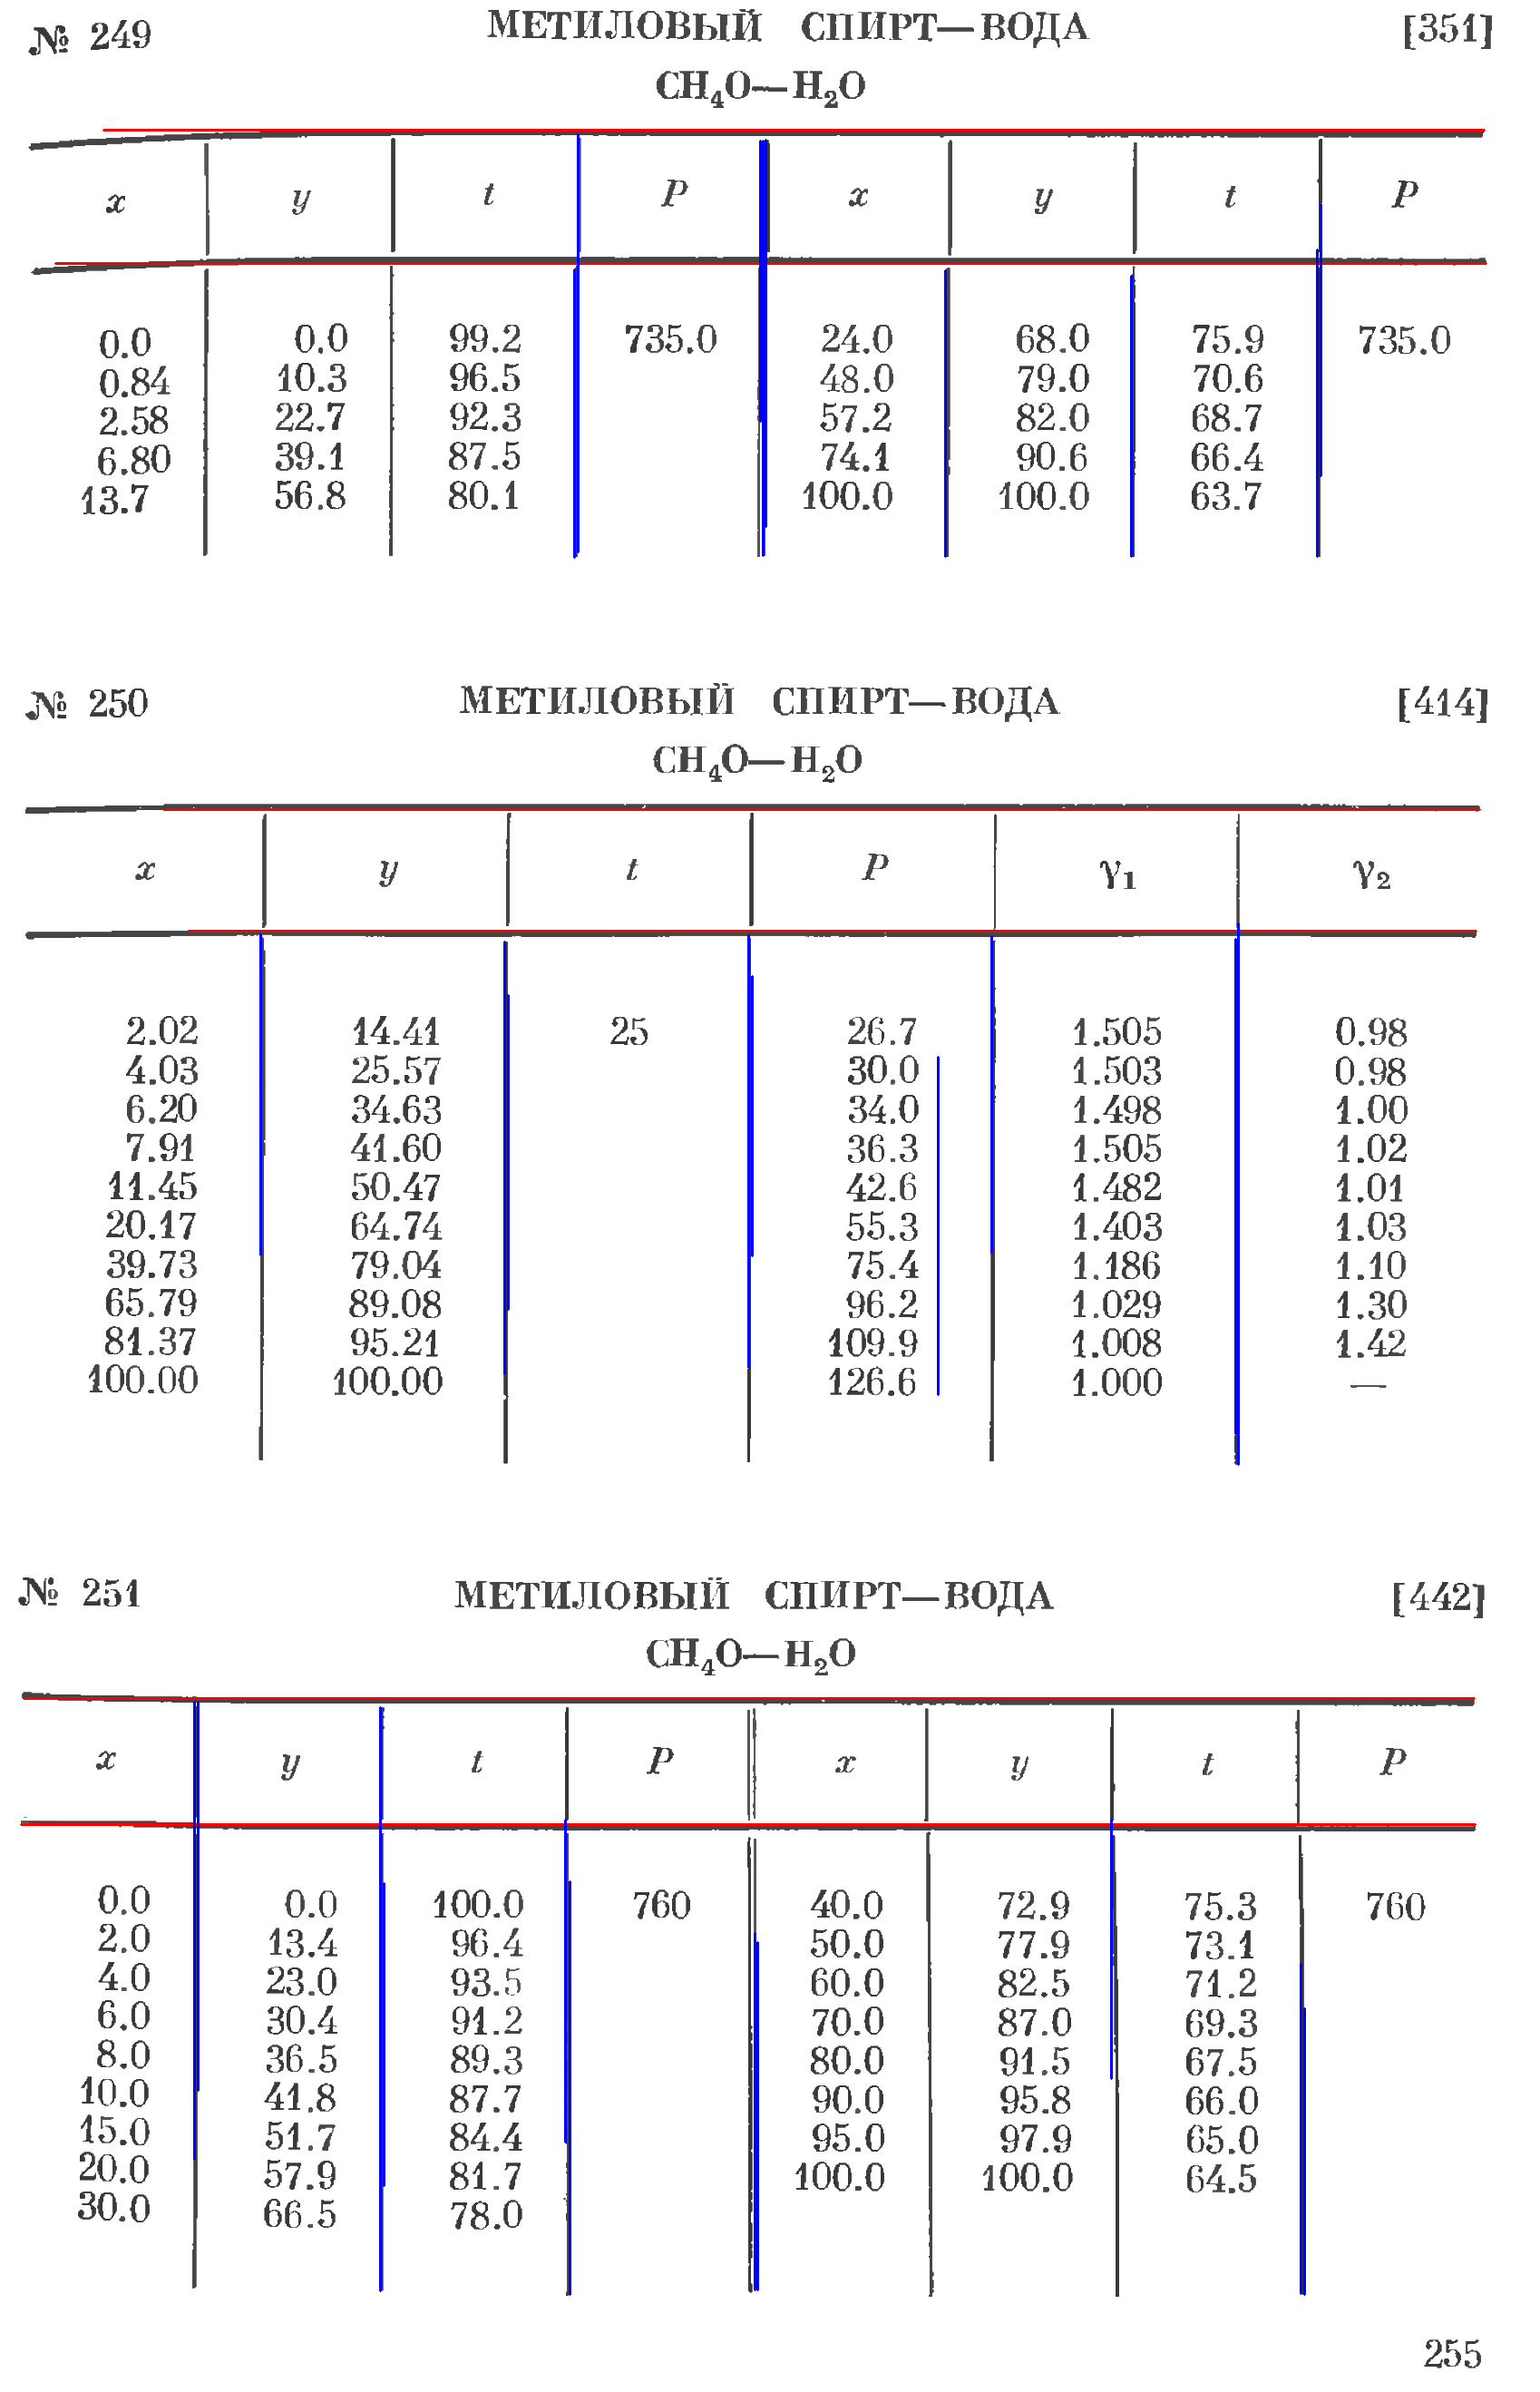 № 249 МЕТИЛОВЫЙ СПИРТ—ВОДА [351]
CH₄O—H₂O
x y t P x y t P
0.0 0.0 99.2 735.0 24.0 68.0 75.9 735.0
0.84 10.3 96.5 48.0 79.0 70.6
2.58 22.7 92.3 57.2 82.0 68.7
6.80 39.1 87.5 74.1 90.6 66.4
13.7 56.8 80.1 100.0 100.0 63.7
№ 250 МЕТИЛОВЫЙ СПИРТ—ВОДА [414]
CH₄O—H₂O
x y t P γ₁ γ₂
2.02 14.41 25 26.7 1.505 0.98
4.03 25.57 30.0 1.503 0.98
6.20 34.63 34.0 1.498 1.00
7.91 41.60 36.3 1.505 1.02
11.45 50.47 42.6 1.482 1.01
20.17 64.74 55.3 1.403 1.03
39.73 79.04 75.4 1.186 1.10
65.79 89.08 96.2 1.029 1.30
81.37 95.21 109.9 1.008 1.42
100.00 100.00 126.6 1.000 —
№ 251 МЕТИЛОВЫЙ СПИРТ—ВОДА [442]
CH₄O—H₂O
x y t P x y t P
0.0 0.0 100.0 760 40.0 72.9 75.3 760
2.0 13.4 96.4 50.0 77.9 73.1
4.0 23.0 93.5 60.0 82.5 71.2
6.0 30.4 91.2 70.0 87.0 69.3
8.0 36.5 89.3 80.0 91.5 67.5
10.0 41.8 87.7 90.0 95.8 66.0
15.0 51.7 84.4 95.0 97.9 65.0
20.0 57.9 81.7 100.0 100.0 64.5
30.0 66.5 78.0
255